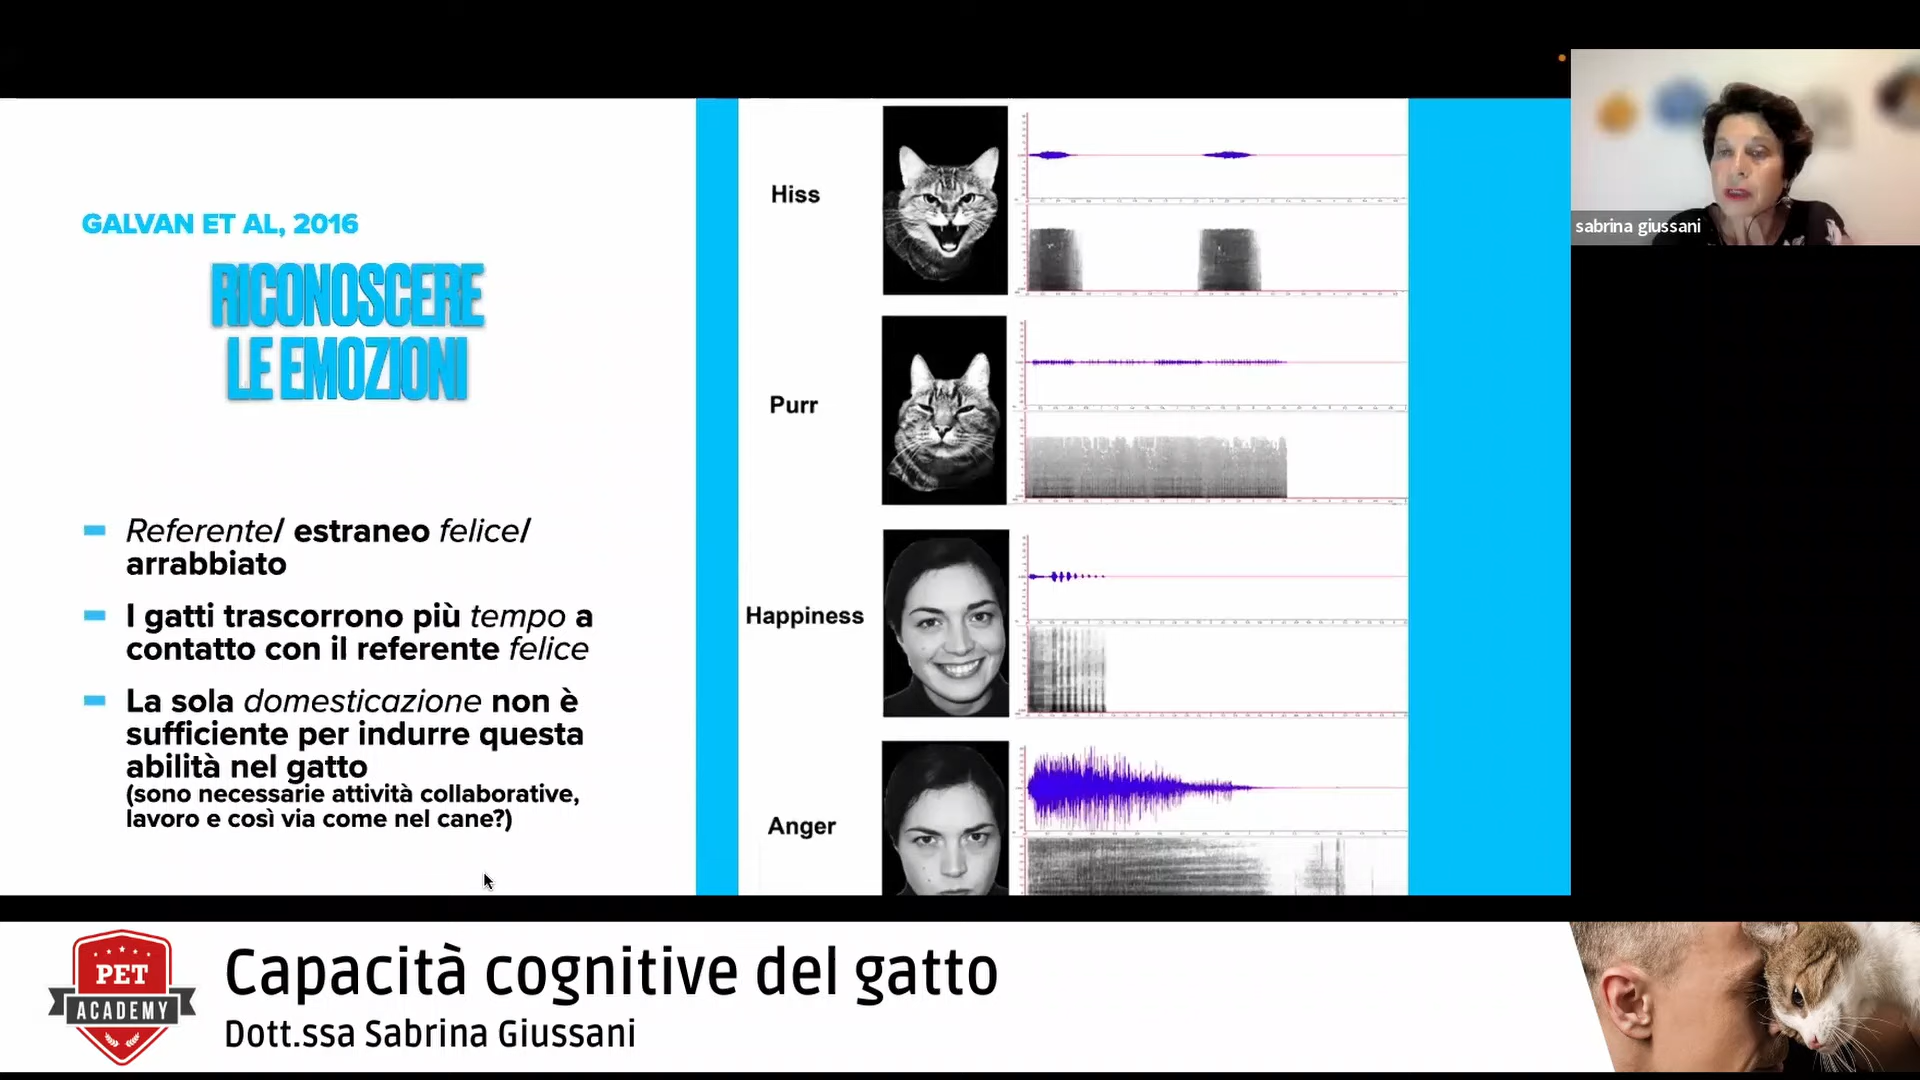 GALVAN ET AL, 2016
RICONOSCERE
LE EMOZIONI
Referente/ estraneo felice/
arrabbiato
I gatti trascorrono più tempo a
contatto con il referente felice
La sola domesticazione non è
sufficiente per indurre questa
abilità nel gatto
(sono necessarie attività collaborative,
lavoro e così via come nel cane?)
Hiss
Purr
Happiness
Anger
sabrina giussani
PET
ACADEMY
Capacità cognitive del gatto
Dott.ssa Sabrina Giussani